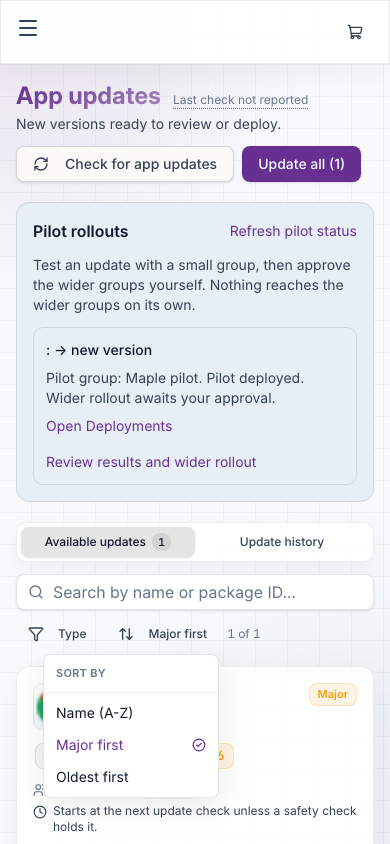 App updates Last check not reported
New versions ready to review or deploy.
Check for app updates Update all (1)
Pilot rollouts Refresh pilot status
Test an update with a small group, then approve
the wider groups yourself. Nothing reaches the
wider groups on its own.
: → new version
Pilot group: Maple pilot. Pilot deployed.
Wider rollout awaits your approval.
Open Deployments
Review results and wider rollout
Available updates 1 Update history
Search by name or package ID...
Type Major first 1 of 1
SORT BY
Major
Name (A-Z)
Major first
Oldest first
Starts at the next update check unless a safety check
holds it.